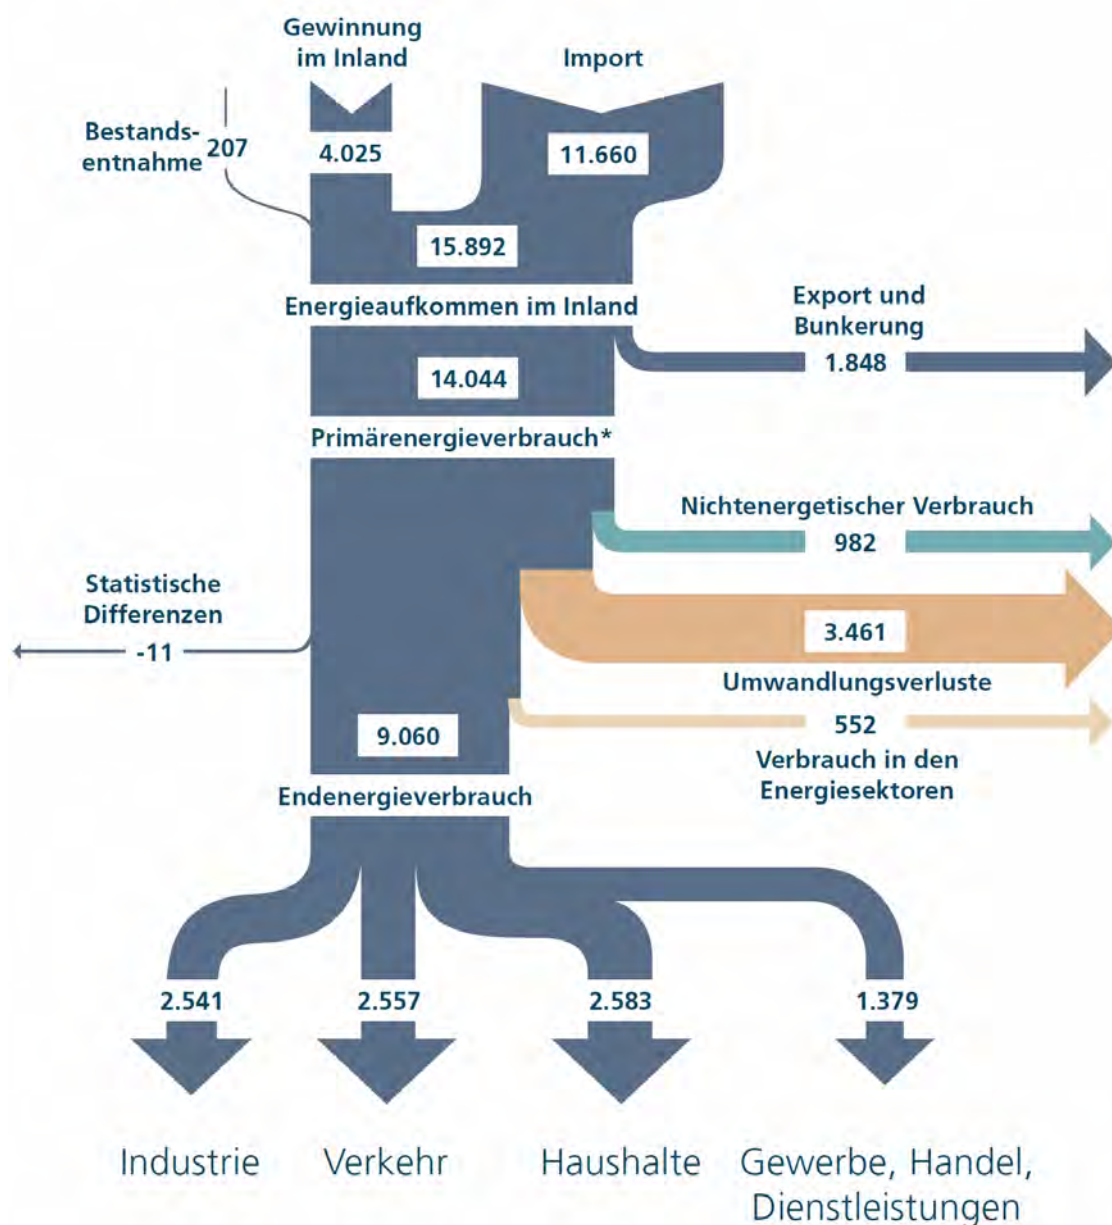 Gewinnung
im Inland
Import
Bestands-
entnahme
207
4.025
11.660
15.892
Energieaufkommen im Inland
Export und
Bunkerung
1.848
14.044
Primärenergieverbrauch*
Nichtenergetischer Verbrauch
982
Statistische
Differenzen
-11
3.461
Umwandlungsverluste
552
Verbrauch in den
Energiesektoren
9.060
Endenergieverbrauch
2.541
2.557
2.583
1.379
Industrie
Verkehr
Haushalte
Gewerbe, Handel,
Dienstleistungen